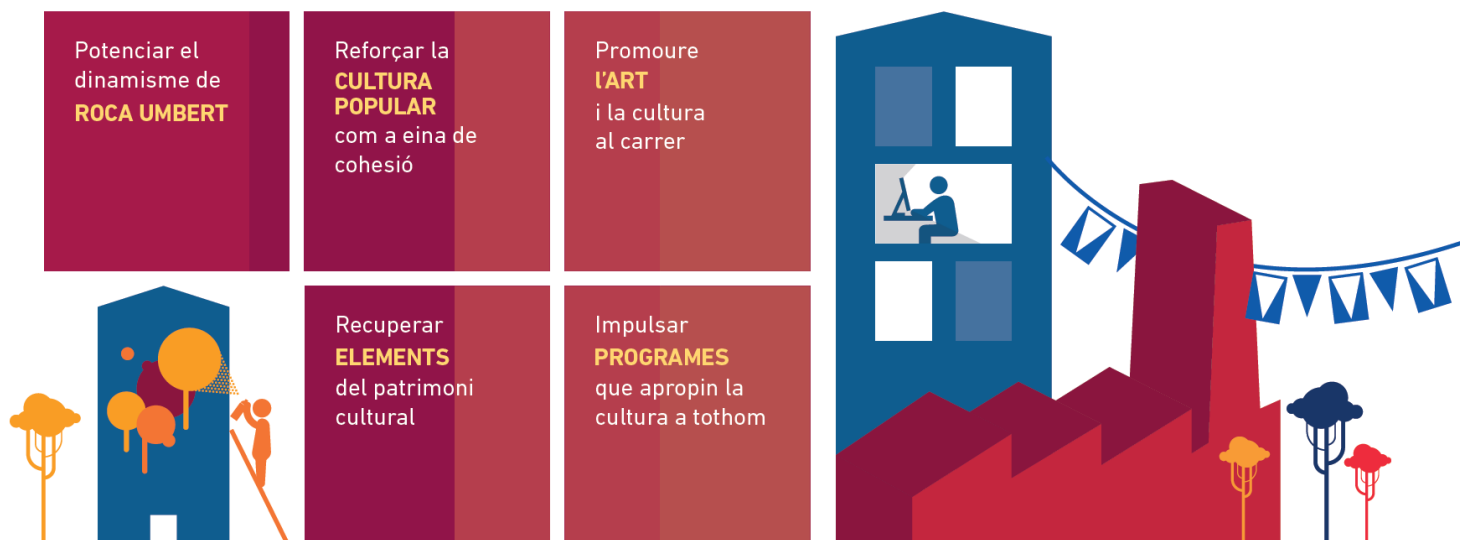 Potenciar el
dinamisme de
ROCA UMBERT
Reforçar la
CULTURA
POPULAR
com a eina de
cohesió
Promoure
l'ART
i la cultura
al carrer
Recuperar
ELEMENTS
del patrimoni
cultural
Impulsar
PROGRAMES
que apropin la
cultura a tothom